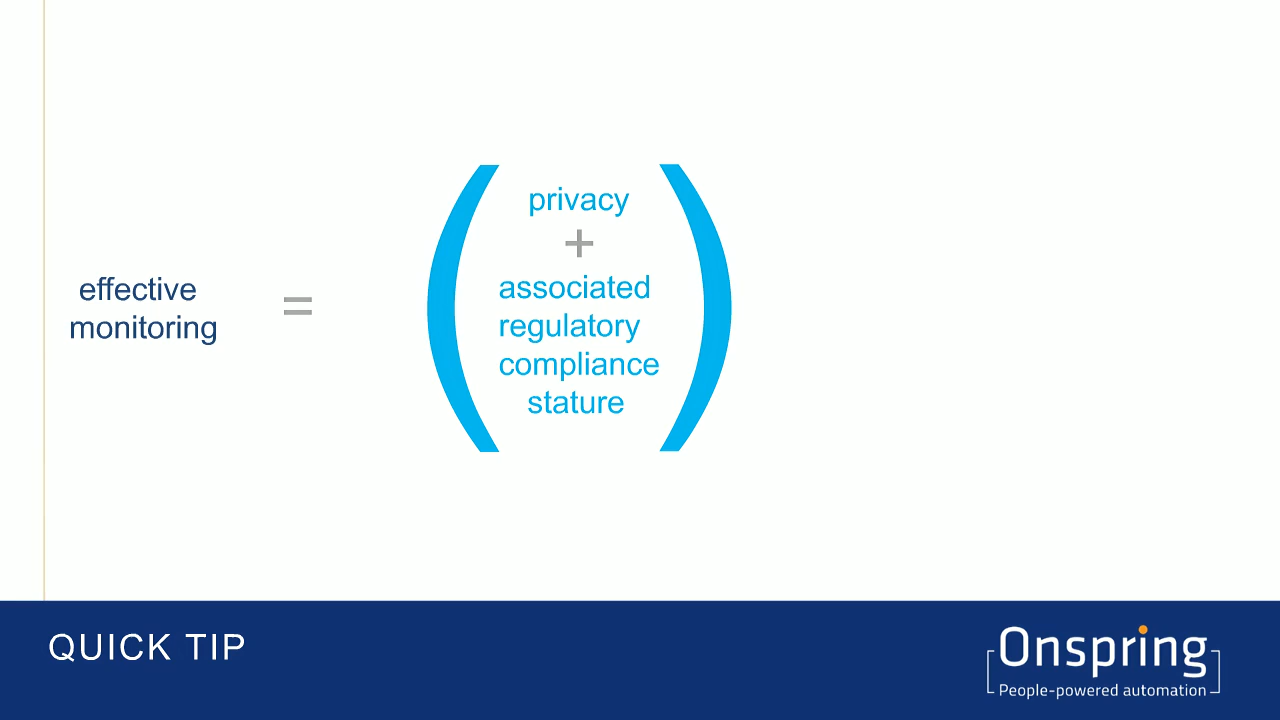 effective
monitoring
=
(
privacy
+
associated
regulatory
compliance
stature
)
QUICK TIP
Onspring
People-powered automation